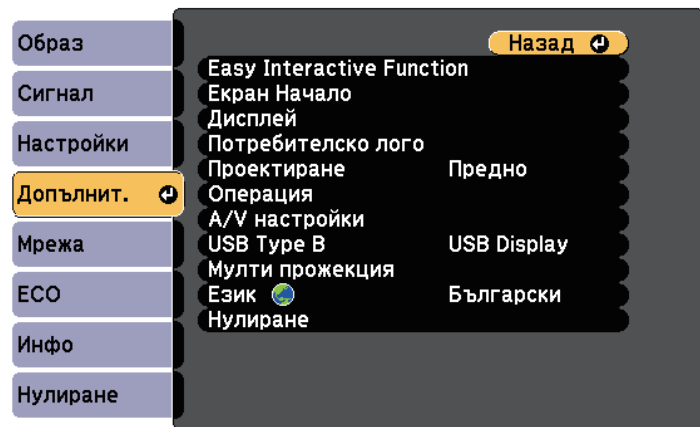 Образ
Сигнал
Настройки
Допълнит.
Мрежа
ECO
Инфо
Нулиране
Назад
Easy Interactive Function
Екран Начало
Дисплей
Потребителско лого
Проектиране Предно
Операция
A/V настройки
USB Type B USB Display
Мулти прожекция
Език Български
Нулиране